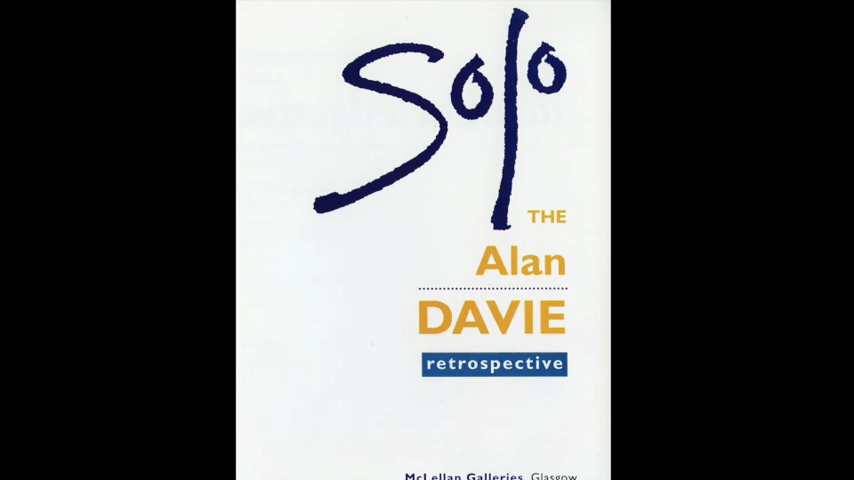 Solo
THE
Alan
DAVIE
retrospective
McLellan Galleries, Glasgow